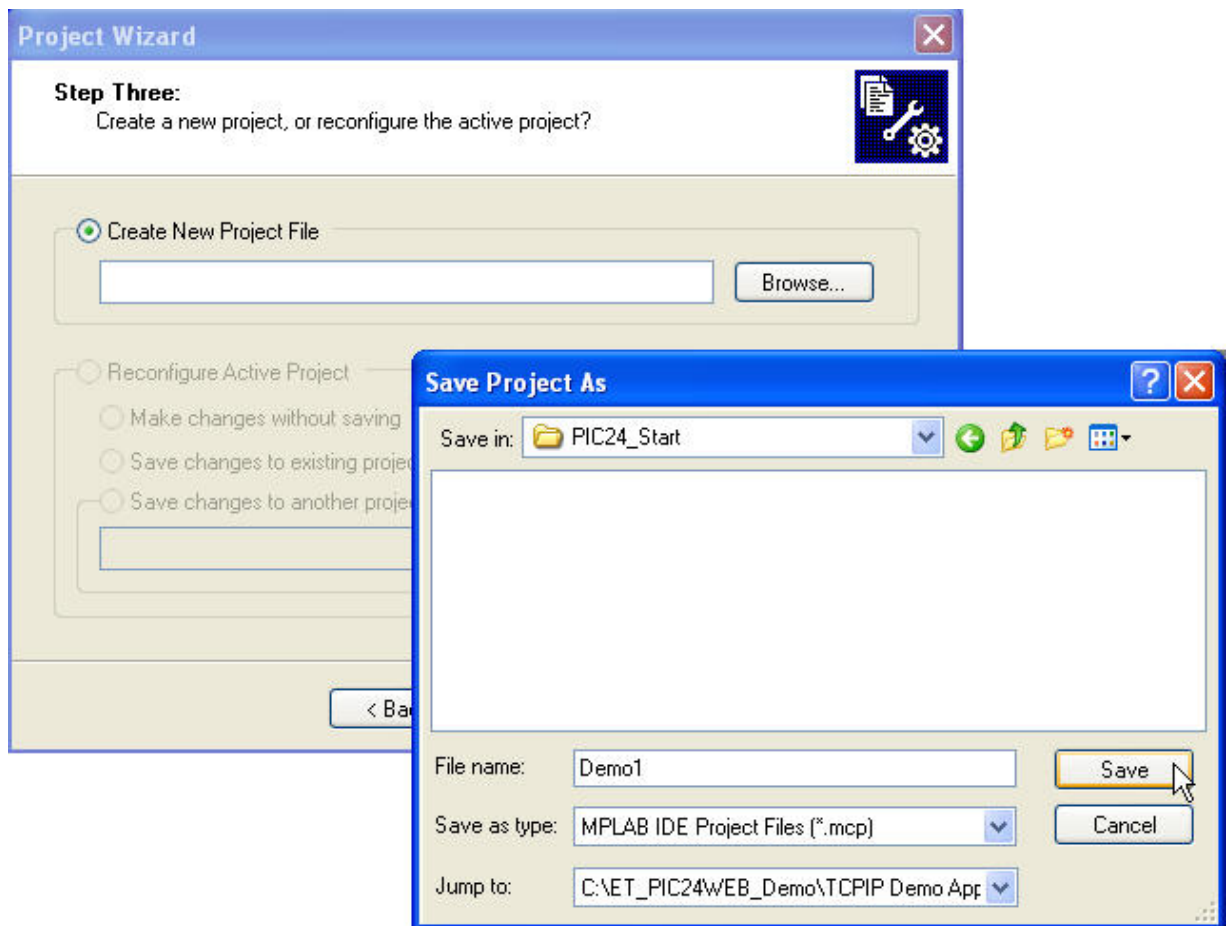 Project Wizard
Step Three:
Create a new project, or reconfigure the active project?
Create New Project File
Browse...
Reconfigure Active Project
Make changes without saving
Save changes to existing
Save changes to another
< 
Save Project As
Save in: PIC24_Start
File name: Demo1
Save
Save as type: MPLAB IDE Project Files (*.mcp)
Cancel
Jump to: C:\ET_PIC24WEB_Demo\TCPIP Demo App